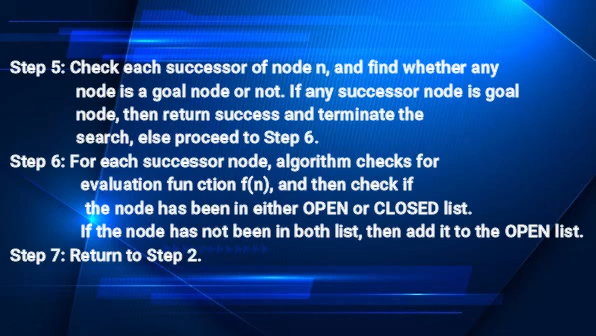 Step 5: Check each successor of node n, and find whether any
node is a goal node or not. If any successor node is goal
node, then return success and terminate the
search, else proceed to Step 6.
Step 6: For each successor node, algorithm checks for
evaluation fun ction f(n), and then check if
the node has been in either OPEN or CLOSED list.
If the node has not been in both list, then add it to the OPEN list.
Step 7: Return to Step 2.